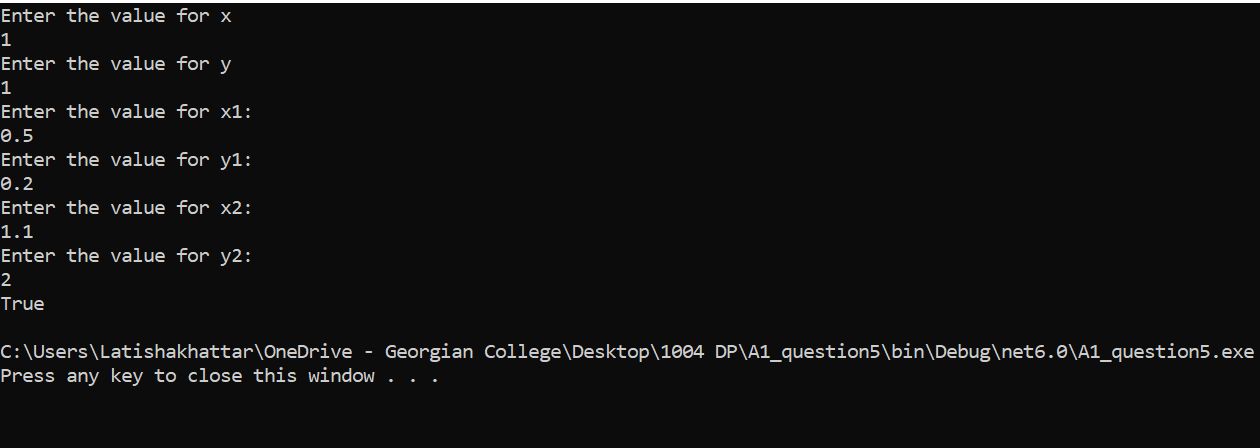 Enter the value for x
1
Enter the value for y
1
Enter the value for x1:
0.5
Enter the value for y1:
0.2
Enter the value for x2:
1.1
Enter the value for y2:
2
True
C:\Users\Latishakhattar\OneDrive - Georgian College\Desktop\1004 DP\A1_question5\bin\Debug\net6.0\A1_question5.exe
Press any key to close this window . . .